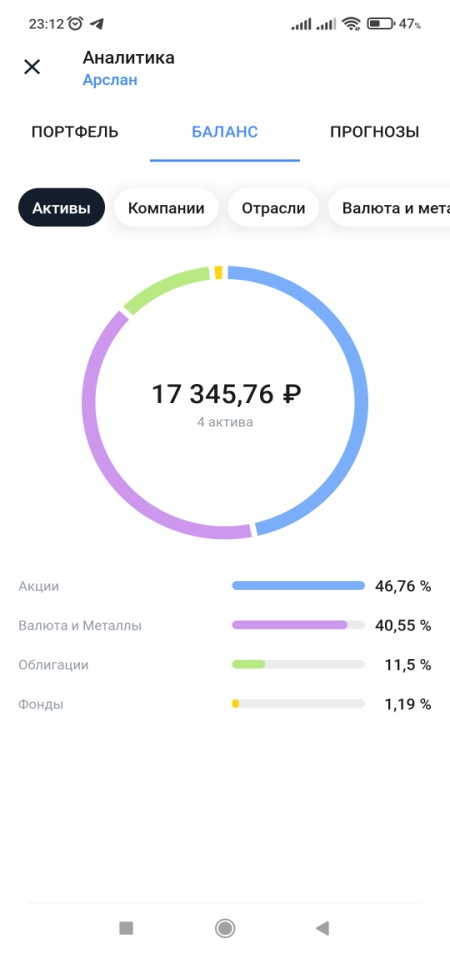 23:12 47%
Аналитика
Арслан
ПОРТФЕЛЬ БАЛАНС ПРОГНОЗЫ
Активы Компании Отрасли Валюта и мета
17 345,76 ₽
4 актива
Акции 46,76 %
Валюта и Металлы 40,55 %
Облигации 11,5 %
Фонды 1,19 %